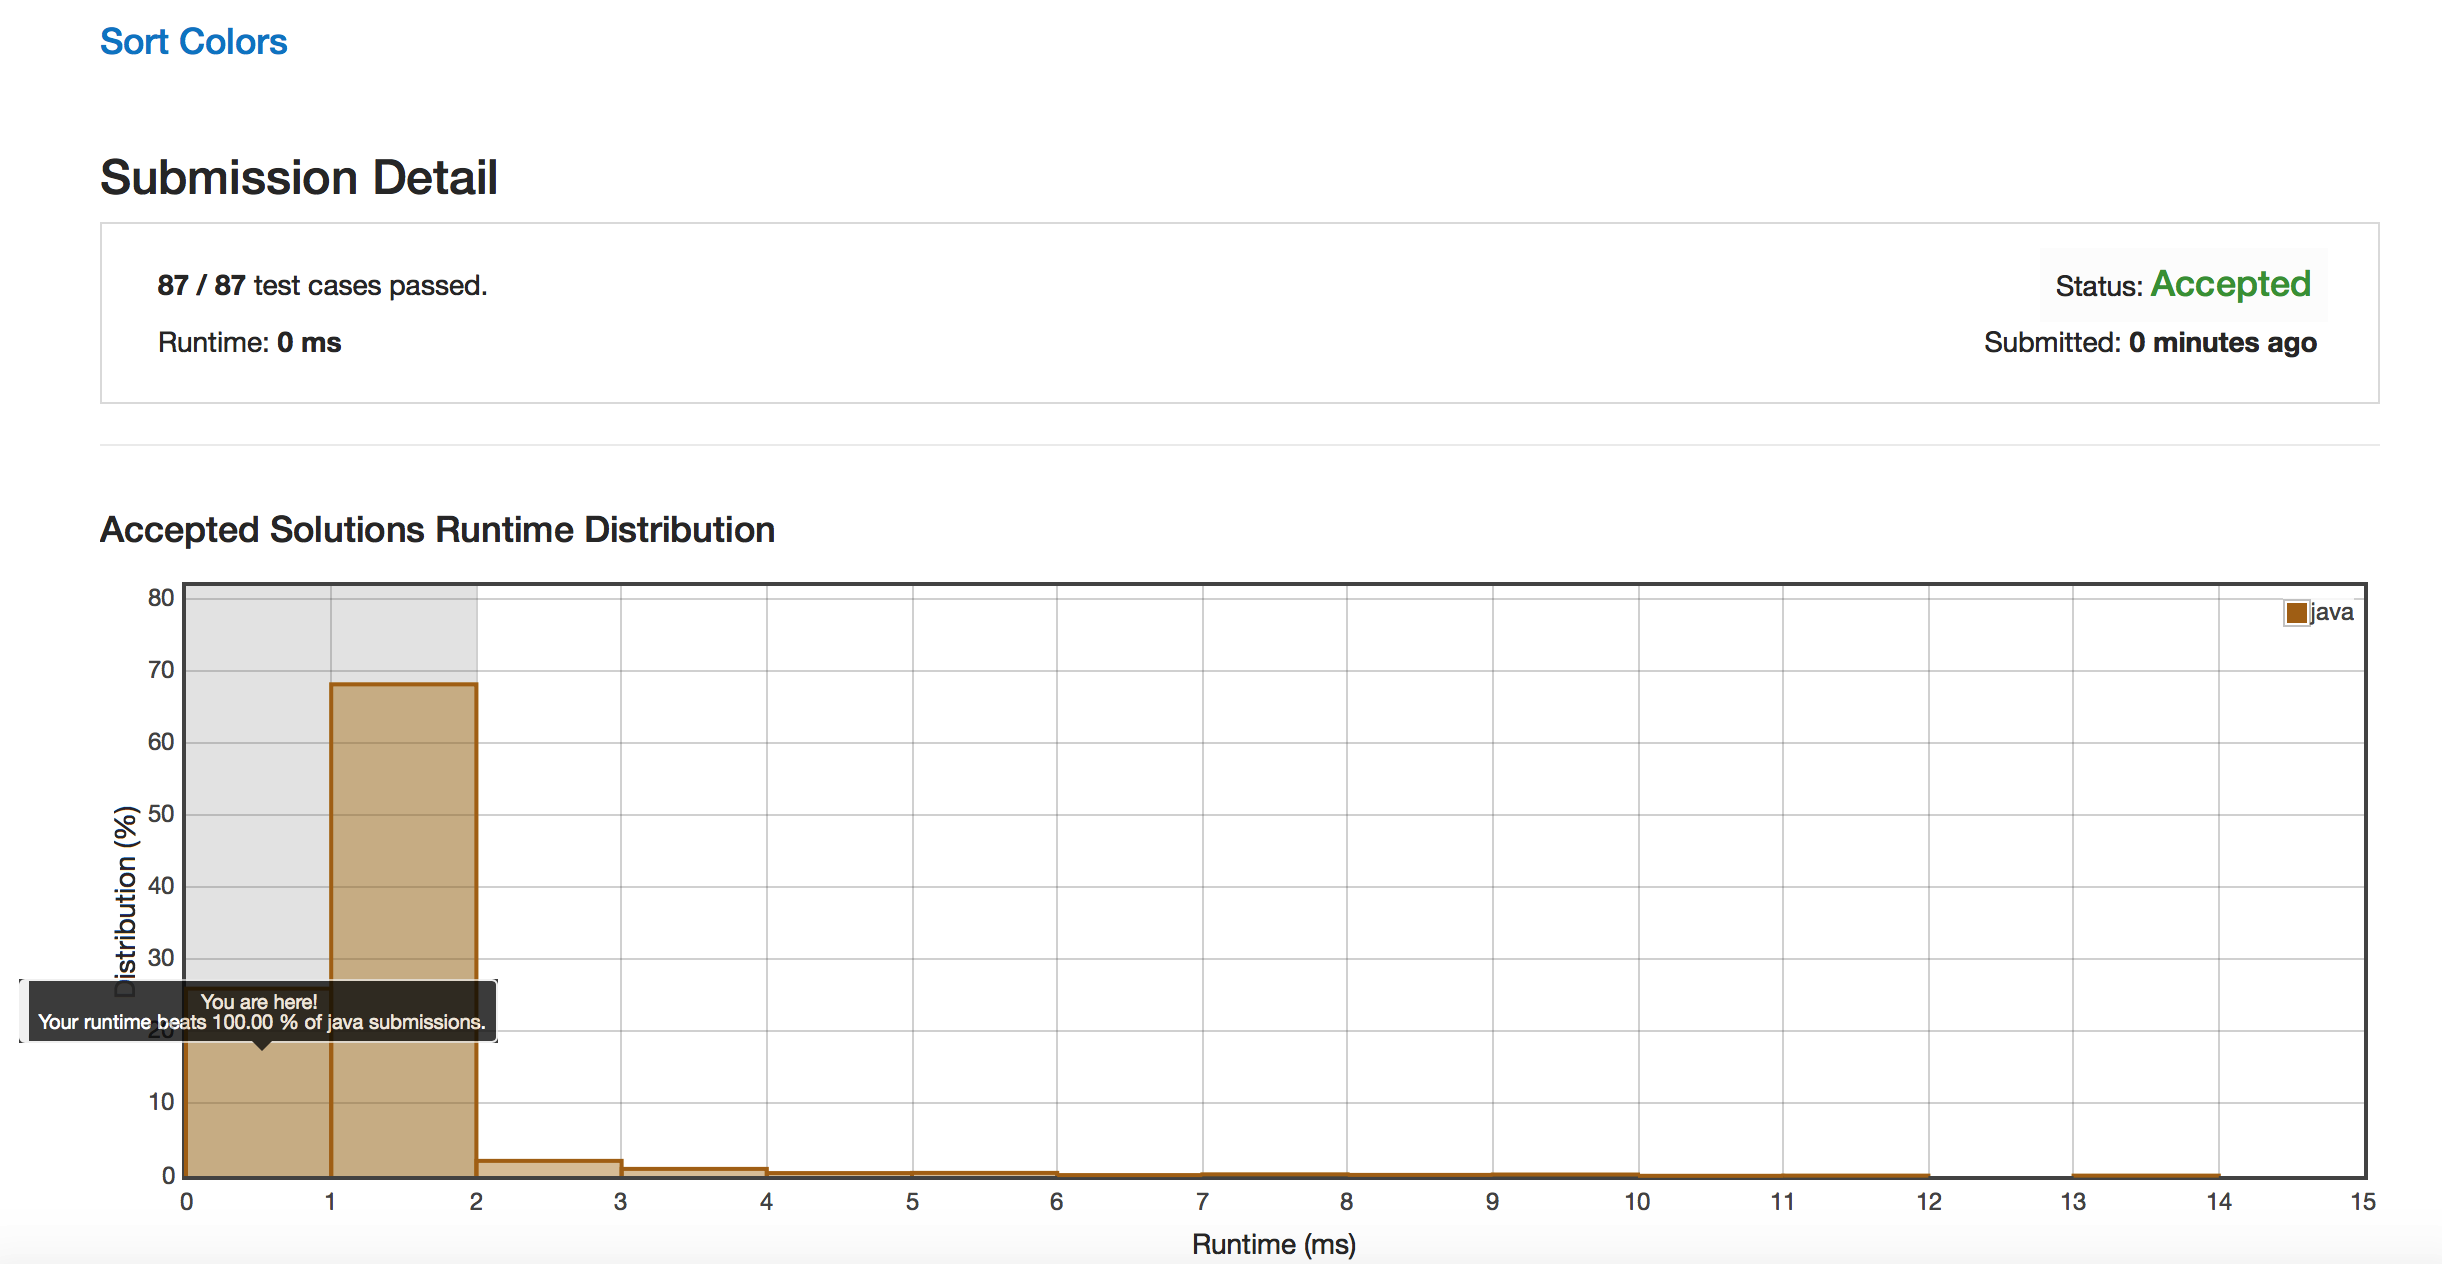 Sort Colors
Submission Detail
87 / 87 test cases passed.
Status: Accepted
Runtime: 0 ms
Submitted: 0 minutes ago
Accepted Solutions Runtime Distribution
80
70
60
50
40
30
20
10
0
Distribution (%)
java
You are here!
Your runtime beats 100.00 % of java submissions.
0 1 2 3 4 5 6 7 8 9 10 11 12 13 14 15
Runtime (ms)